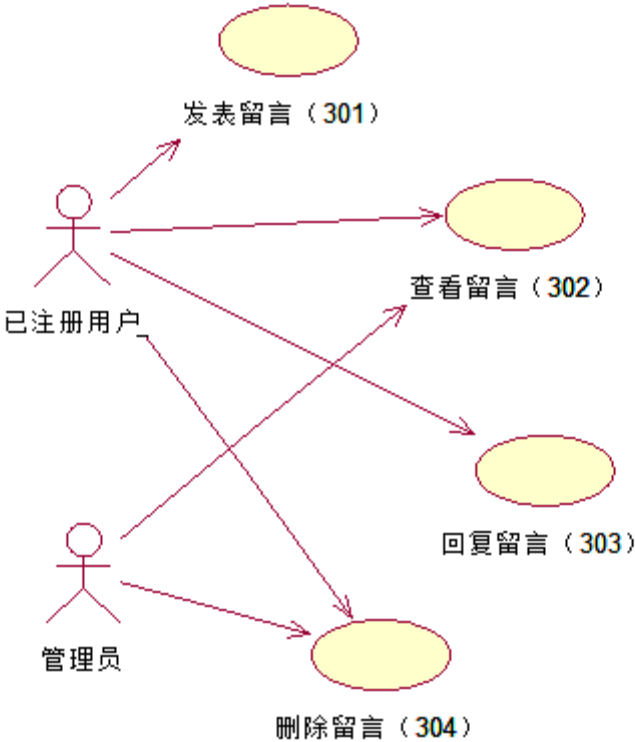 发表留言（301）
查看留言（302）
已注册用户_
回复留言（303）
管理员
删除留言（304）